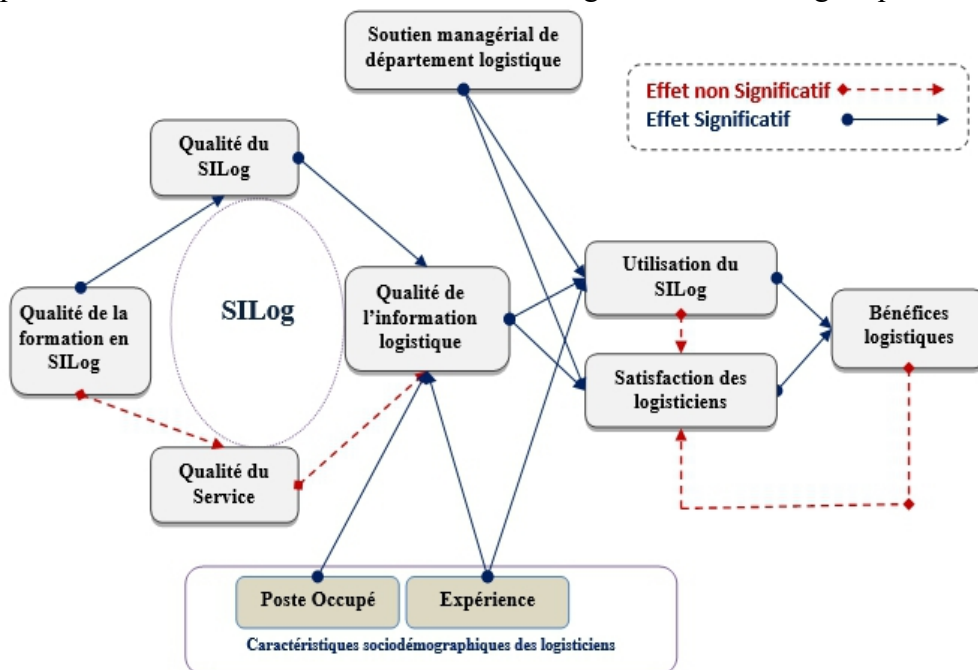 Soutien managérial de
département logistique
Effet non Significatif
Effet Significatif
Qualité du
SILog
Qualité de la
formation en
SILog
SILog
Qualité de
l'information
logistique
Utilisation du
SILog
Bénéfices
logistiques
Satisfaction des
logisticiens
Qualité du
Service
Poste Occupé
Expérience
Caractéristiques sociodémographiques des logisticiens